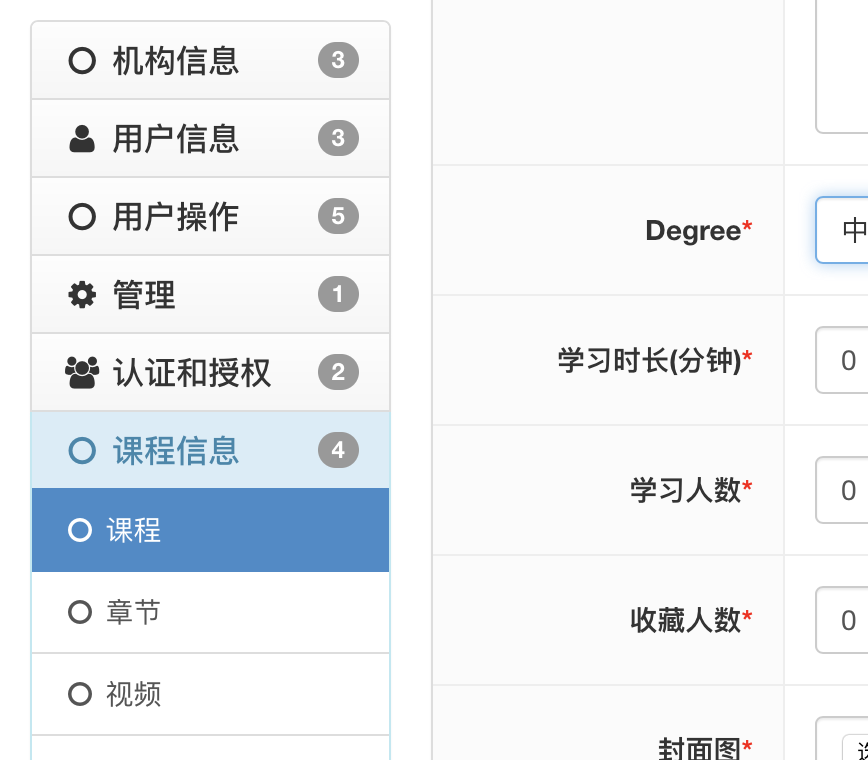 机构信息 3
用户信息 3
用户操作 5
管理 1
认证和授权 2
课程信息 4
课程
章节
视频
Degree* 中
学习时长(分钟)* 0
学习人数* 0
收藏人数* 0
封面图*